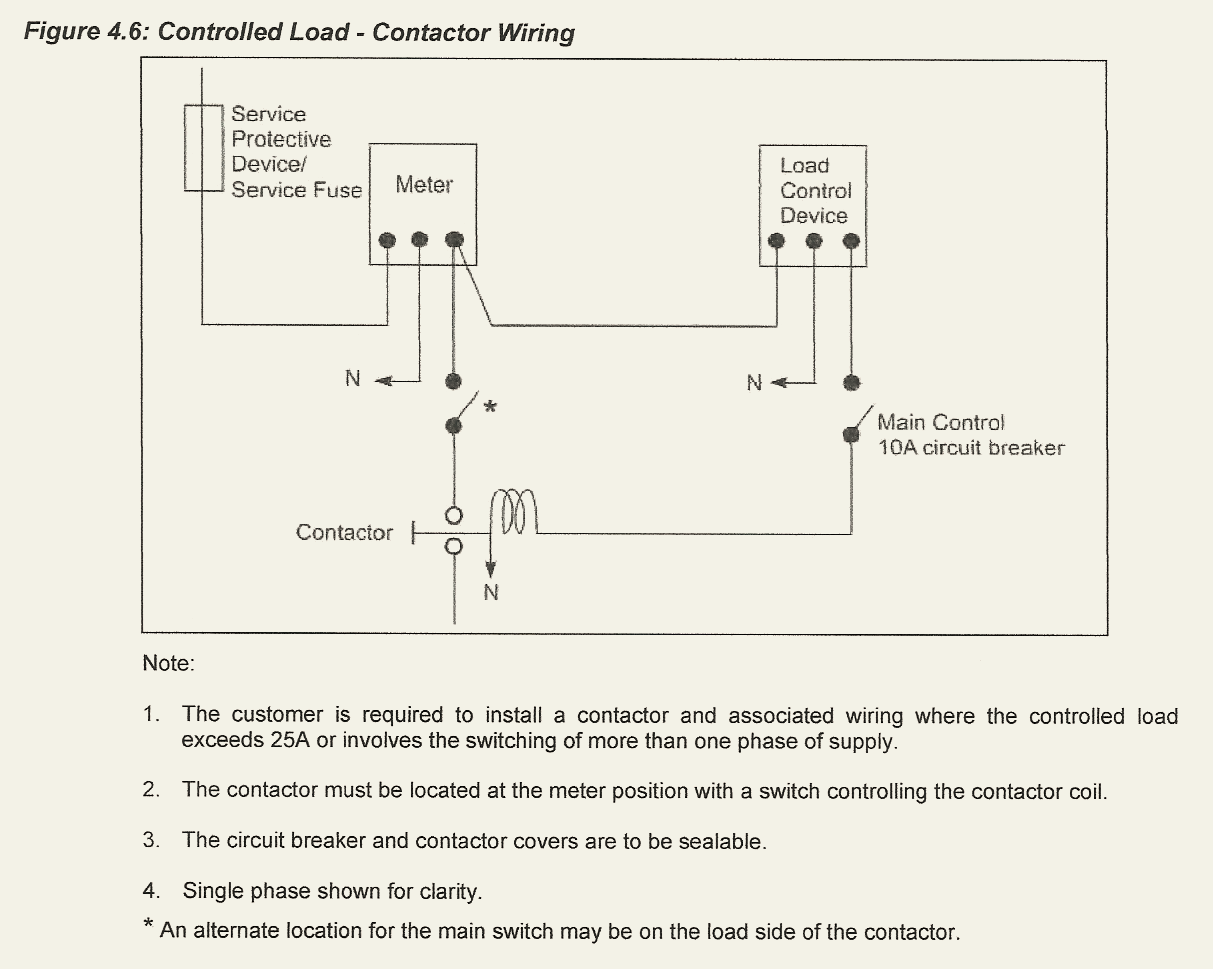 Figure 4.6: Controlled Load - Contactor Wiring
Service
Protective
Device/
Service Fuse
Meter
Load
Control
Device
N
*
N
Main Control
10A circuit breaker
Contactor
N
Note:
1. The customer is required to install a contactor and associated wiring where the controlled load
exceeds 25A or involves the switching of more than one phase of supply.
2. The contactor must be located at the meter position with a switch controlling the contactor coil.
3. The circuit breaker and contactor covers are to be sealable.
4. Single phase shown for clarity.
* An alternate location for the main switch may be on the load side of the contactor.